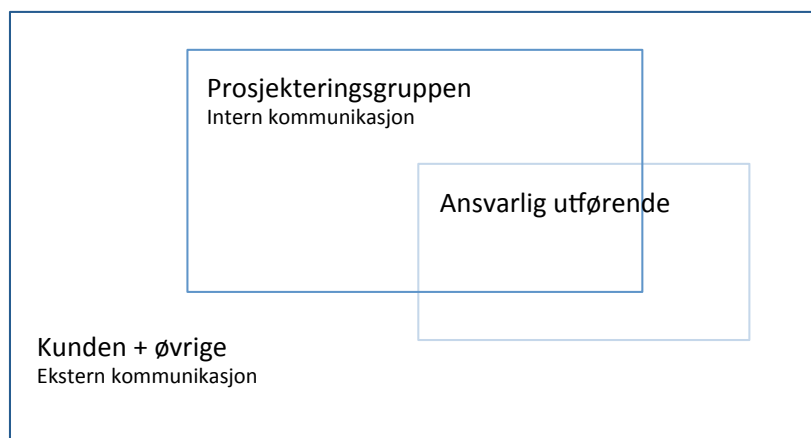 Prosjekteringsgruppen
Intern kommunikasjon
Ansvarlig utførende
Kunden + øvrige
Ekstern kommunikasjon